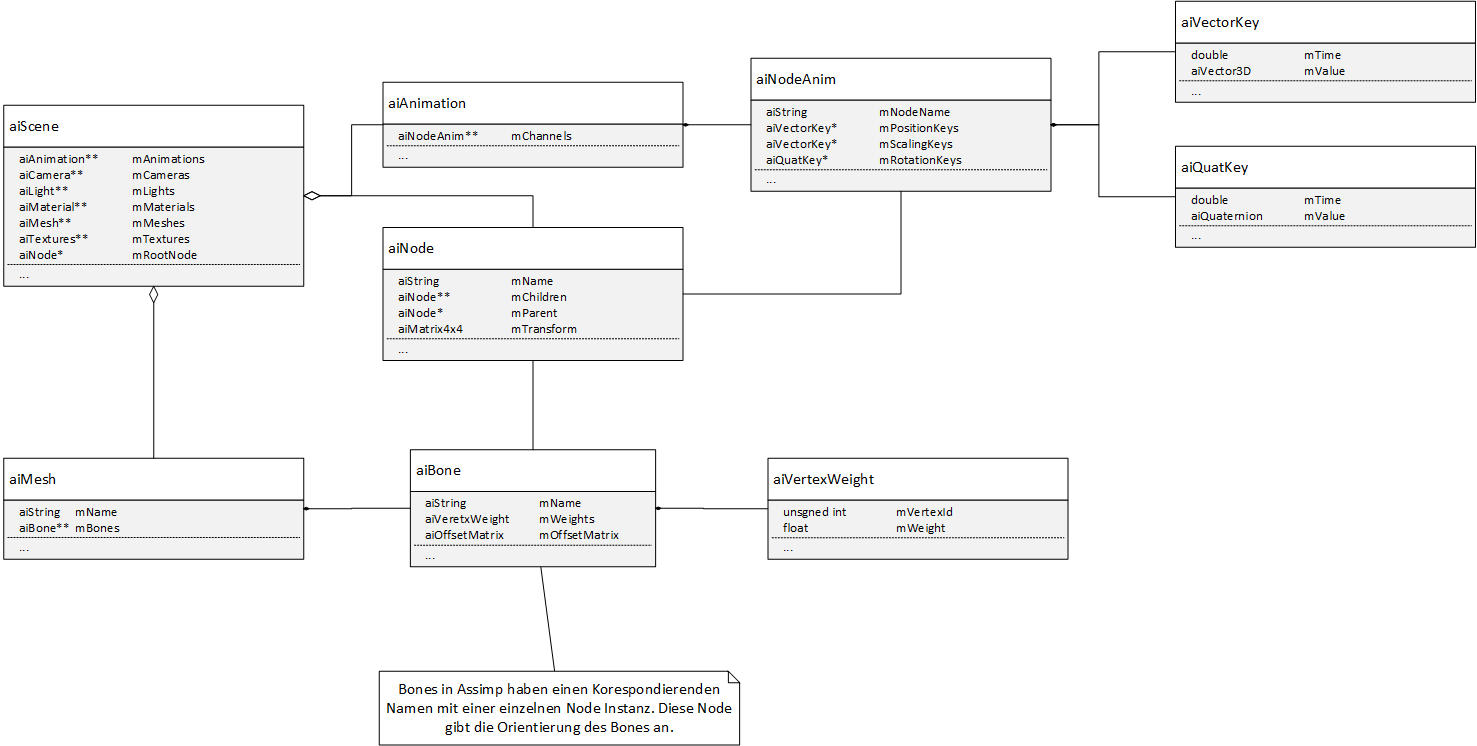 aiVectorKey
double mTime
aiVector3D mValue
...
aiNodeAnim
aiString mNodeName
aiVectorKey* mPositionKeys
aiVectorKey* mScalingKeys
aiQuatKey* mRotationKeys
...
aiAnimation
aiNodeAnim** mChannels
...
aiScene
aiAnimation** mAnimations
aiCamera** mCameras
aiLight** mLights
aiMaterial** mMaterials
aiMesh** mMeshes
aiTextures** mTextures
aiNode* mRootNode
...
aiQuatKey
double mTime
aiQuaternion mValue
...
aiNode
aiString mName
aiNode** mChildren
aiNode* mParent
aiMatrix4x4 mTransform
...
aiMesh
aiString mName
aiBone** mBones
...
aiBone
aiString mName
aiVeretxWeight mWeights
aiOffsetMatrix mOffsetMatrix
...
aiVertexWeight
unsgned int mVertexId
float mWeight
...
Bones in Assimp haben einen Korespondierenden
Namen mit einer einzelnen Node Instanz. Diese Node
gibt die Orientierung des Bones an.